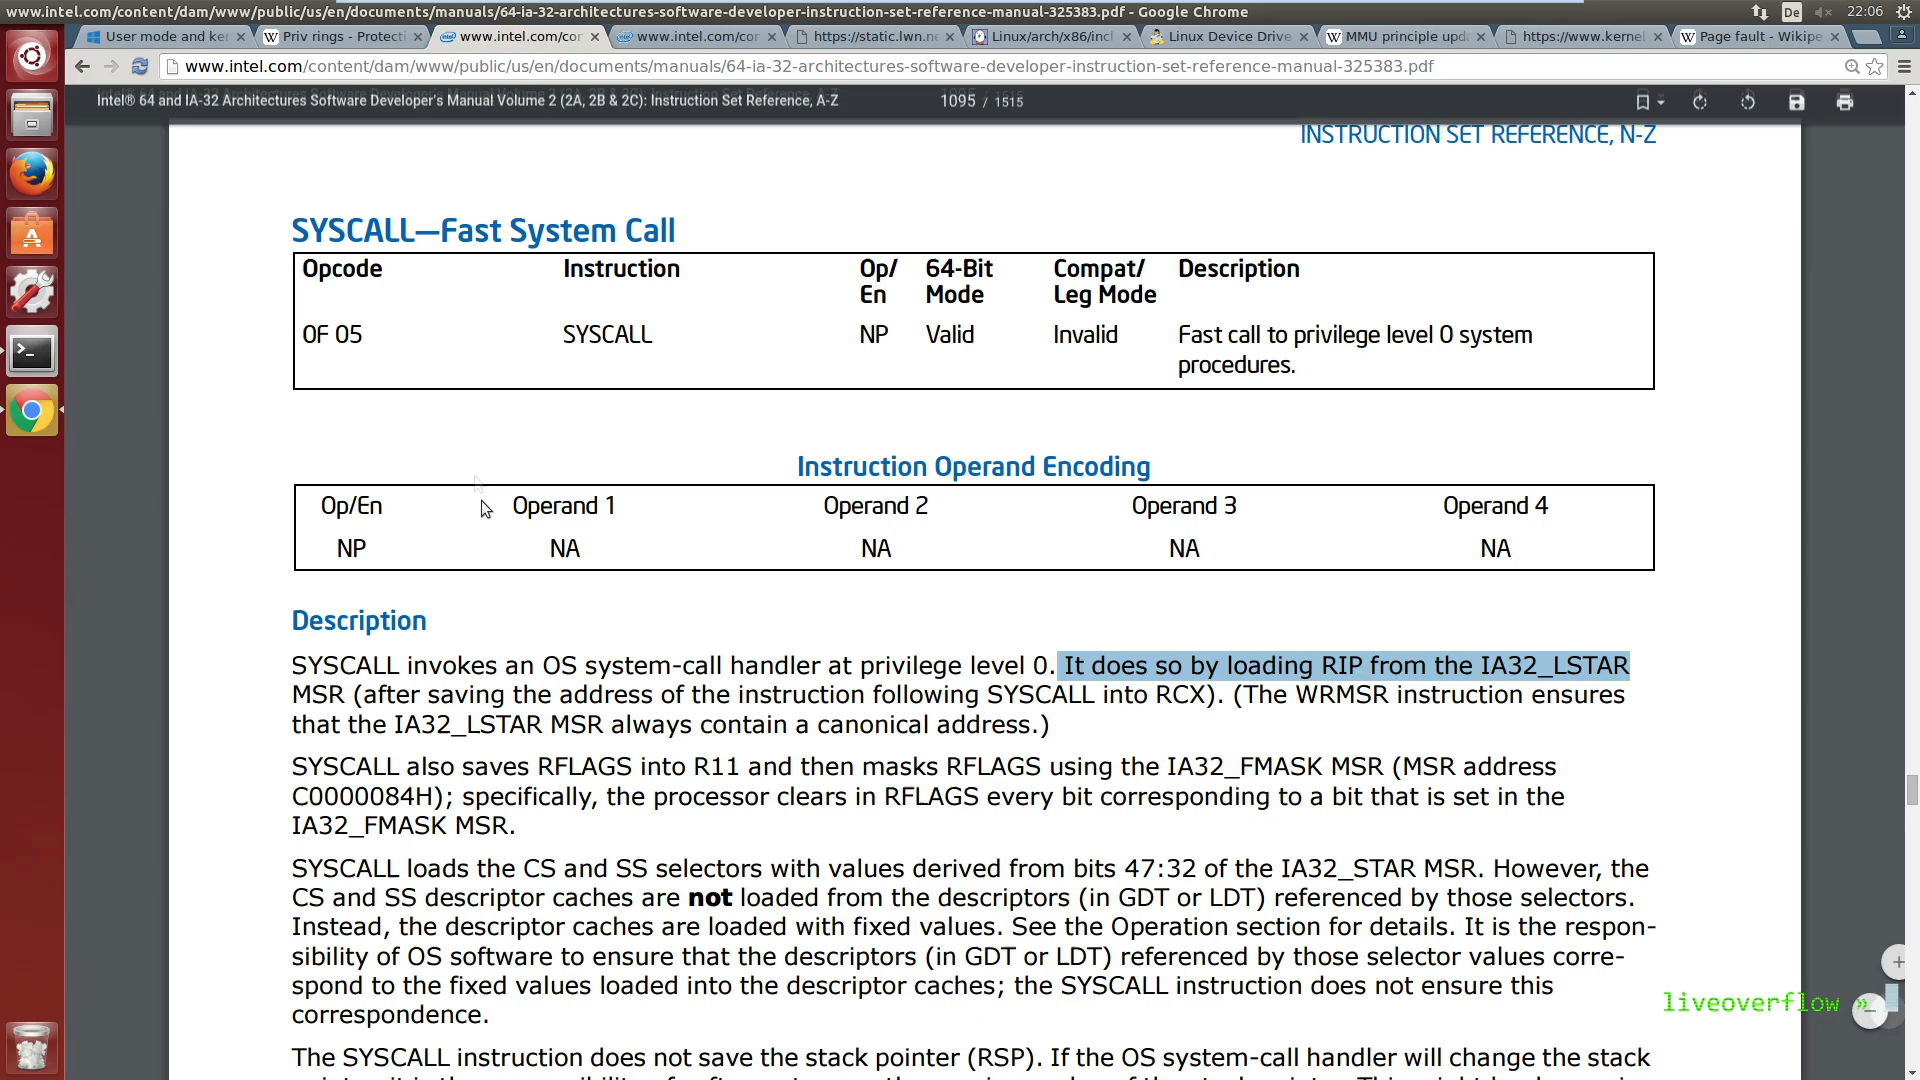 www.intel.com/content/dam/www/public/us/en/documents/manuals/64-ia-32-architectures-software-developer-instruction-set-reference-manual-325383.pdf - Google Chrome
De
22:06
User mode and ke
Priv rings - Protecti
www.intel.com/cor
www.intel.com/co
https://static.lwn.ne
Linux/arch/x86/incl
Linux Device Drive
MMU principle upda
https://www.kernel
Page fault - Wikipe
www.intel.com/content/dam/www/public/us/en/documents/manuals/64-ia-32-architectures-software-developer-instruction-set-reference-manual-325383.pdf
Intel® 64 and IA-32 Architectures Software Developer's Manual Volume 2 (2A, 2B & 2C): Instruction Set Reference, A-Z
1095 / 1515
INSTRUCTION SET REFERENCE, N-Z
SYSCALL—Fast System Call
Opcode Instruction Op/ En 64-Bit Mode Compat/ Leg Mode Description
0F 05 SYSCALL NP Valid Invalid Fast call to privilege level 0 system
procedures.
Instruction Operand Encoding
Op/En Operand 1 Operand 2 Operand 3 Operand 4
NP NA NA NA NA
Description
SYSCALL invokes an OS system-call handler at privilege level 0. It does so by loading RIP from the IA32_LSTAR
MSR (after saving the address of the instruction following SYSCALL into RCX). (The WRMSR instruction ensures
that the IA32_LSTAR MSR always contain a canonical address.)
SYSCALL also saves RFLAGS into R11 and then masks RFLAGS using the IA32_FMASK MSR (MSR address
C0000084H); specifically, the processor clears in RFLAGS every bit corresponding to a bit that is set in the
IA32_FMASK MSR.
SYSCALL loads the CS and SS selectors with values derived from bits 47:32 of the IA32_STAR MSR. However, the
CS and SS descriptor caches are not loaded from the descriptors (in GDT or LDT) referenced by those selectors.
Instead, the descriptor caches are loaded with fixed values. See the Operation section for details. It is the respon-
sibility of OS software to ensure that the descriptors (in GDT or LDT) referenced by those selector values corre-
spond to the fixed values loaded into the descriptor caches; the SYSCALL instruction does not ensure this
correspondence.
liveoverflow »
The SYSCALL instruction does not save the stack pointer (RSP). If the OS system-call handler will change the stack